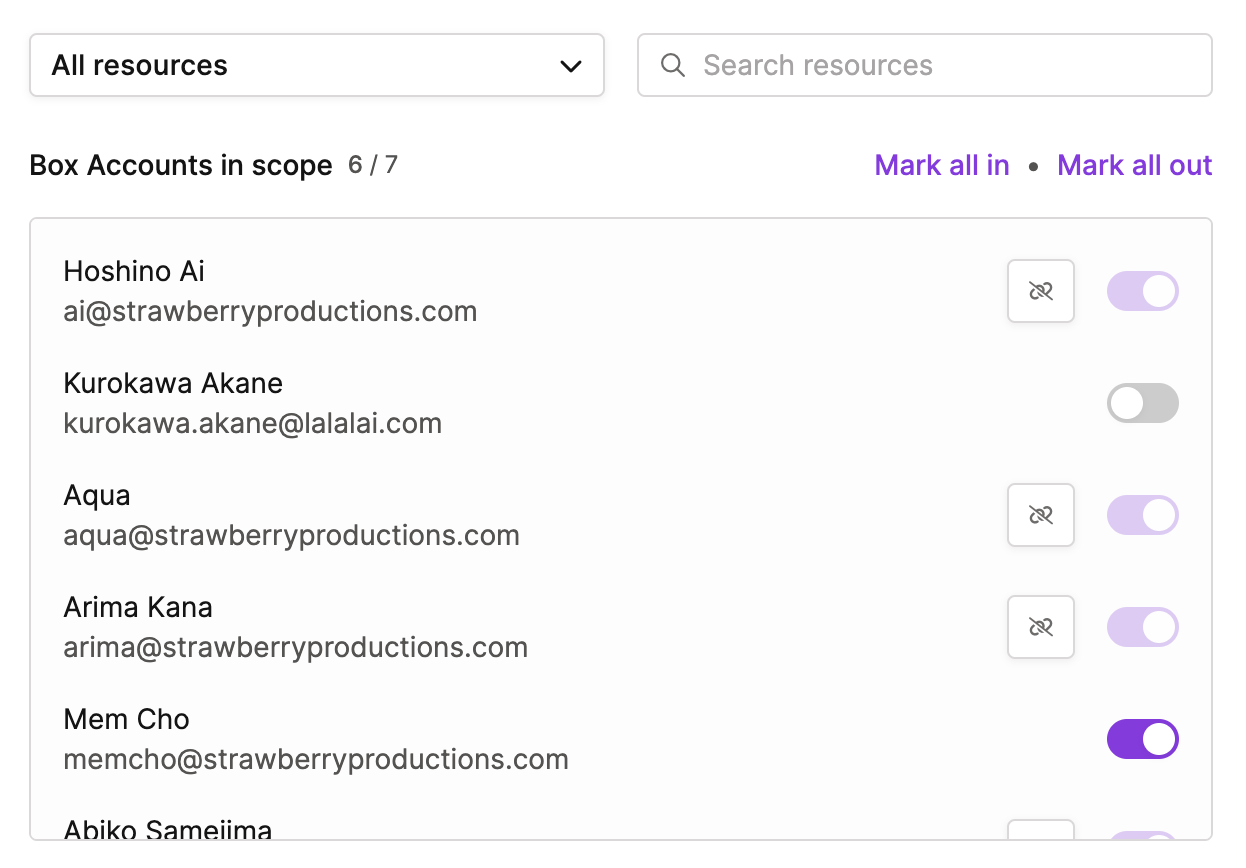 All resources
Search resources
Box Accounts in scope 6 / 7
Mark all in • Mark all out
Hoshino Ai
ai@strawberryproductions.com
Kurokawa Akane
kurokawa.akane@lalalai.com
Aqua
aqua@strawberryproductions.com
Arima Kana
arima@strawberryproductions.com
Mem Cho
memcho@strawberryproductions.com
Abiko Samejima